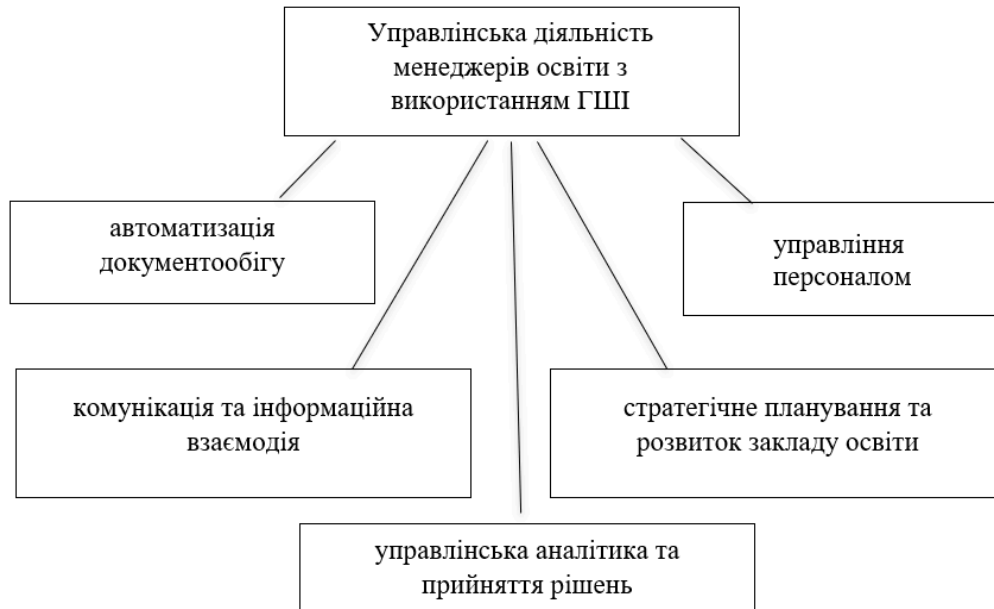 Управлінська діяльність
менеджерів освіти з
використанням ГШІ
автоматизація
документообігу
управління
персоналом
комунікація та інформаційна
взаємодія
стратегічне планування та
розвиток закладу освіти
управлінська аналітика та
прийняття рішень